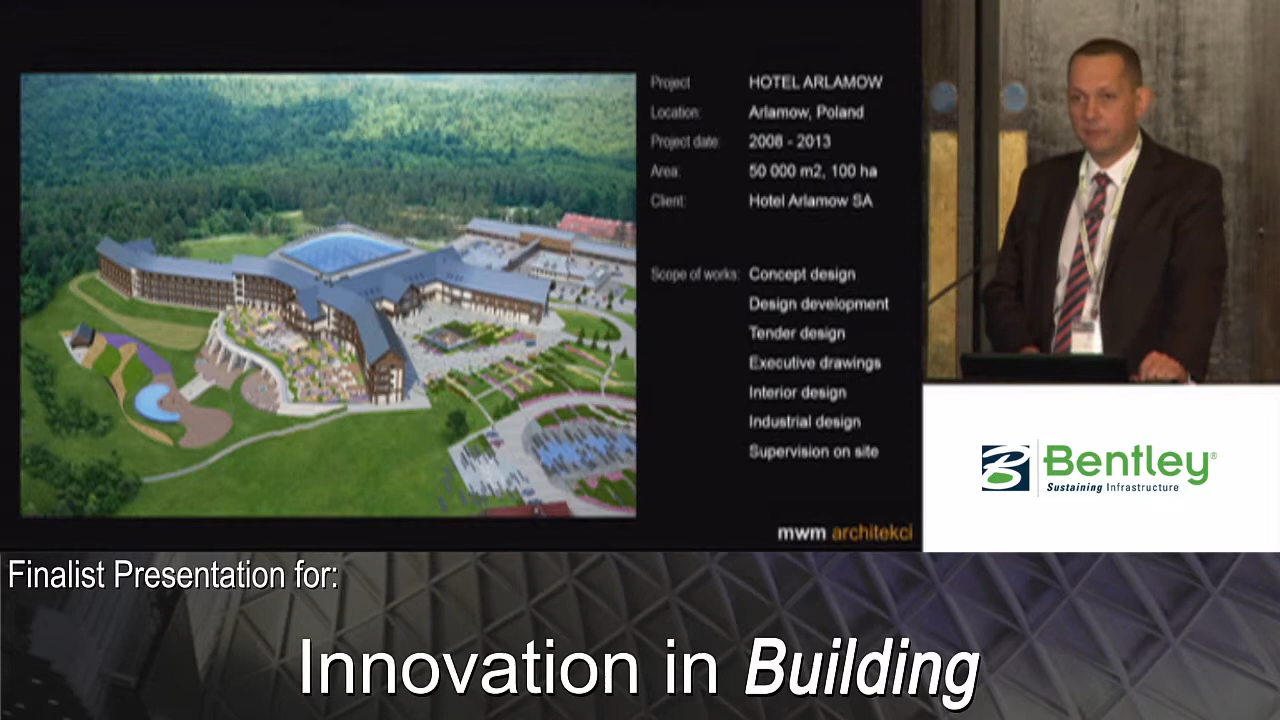 Project HOTEL ARLAMOW
Location: Arlamow, Poland
Project date: 2008 - 2013
Area: 50 000 m2, 100 ha
Client: Hotel Arlamow SA
Scope of works: Concept design
Design development
Tender design
Executive drawings
Interior design
Industrial design
Supervision on site
mwm architekci
B Bentley®
Sustaining Infrastructure
Finalist Presentation for:
Innovation in Building